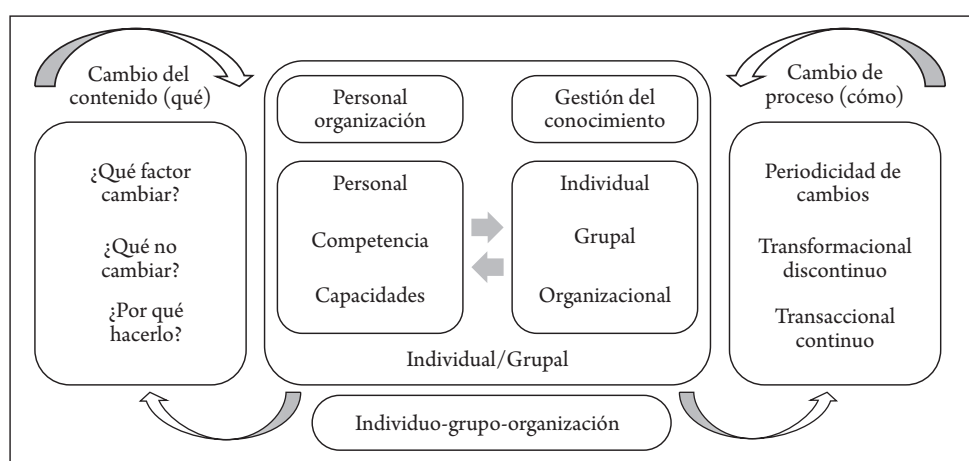 Cambio del
contenido (qué)
¿Qué factor
cambiar?
¿Qué no
cambiar?
¿Por qué
hacerlo?
Personal
organización
Gestión del
conocimiento
Personal
Competencia
Capacidades
Individual
Grupal
Organizacional
Individual/Grupal
Individuo-grupo-organización
Cambio de
proceso (cómo)
Periodicidad de
cambios
Transformacional
discontinuo
Transaccional
continuo